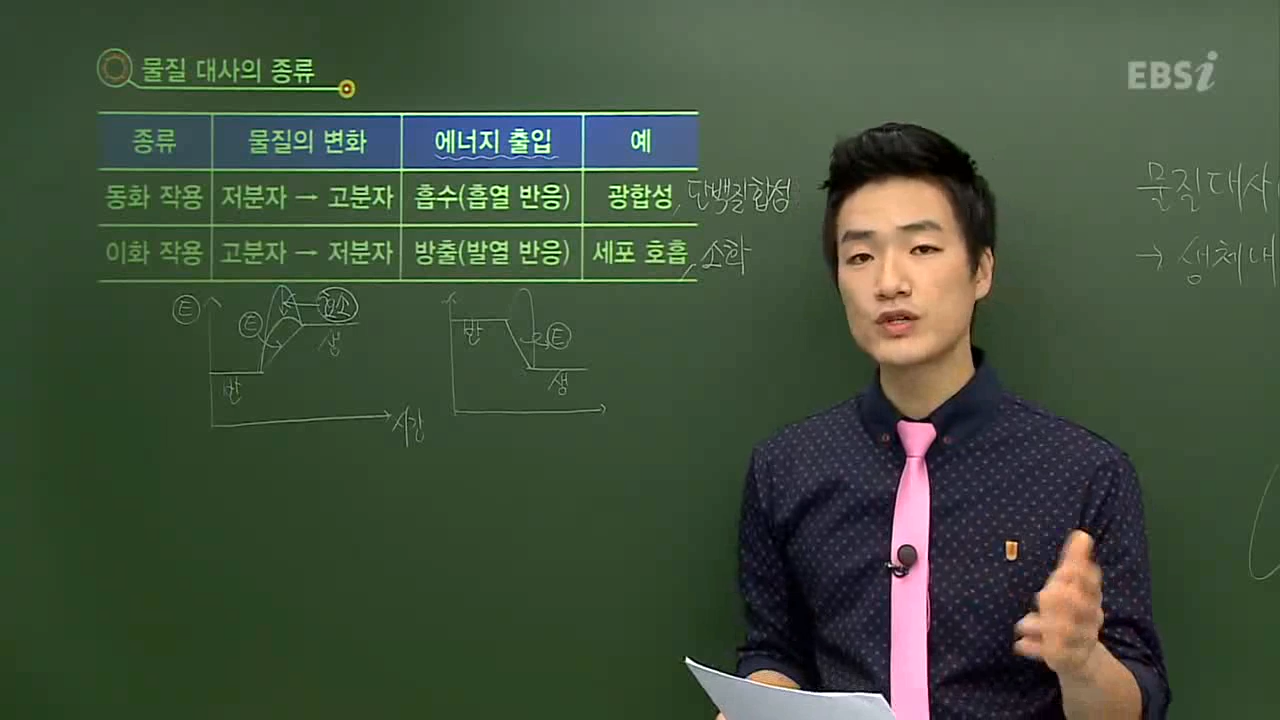 물질 대사의 종류
EBSi
종류 물질의 변화 에너지 출입 예
동화 작용 저분자 → 고분자 흡수(흡열 반응) 광합성, 단백질합성
이화 작용 고분자 → 저분자 방출(발열 반응) 세포 호흡, 소화
물질대사
→ 생체내
E E 효소
반 생
시간
반 E
생